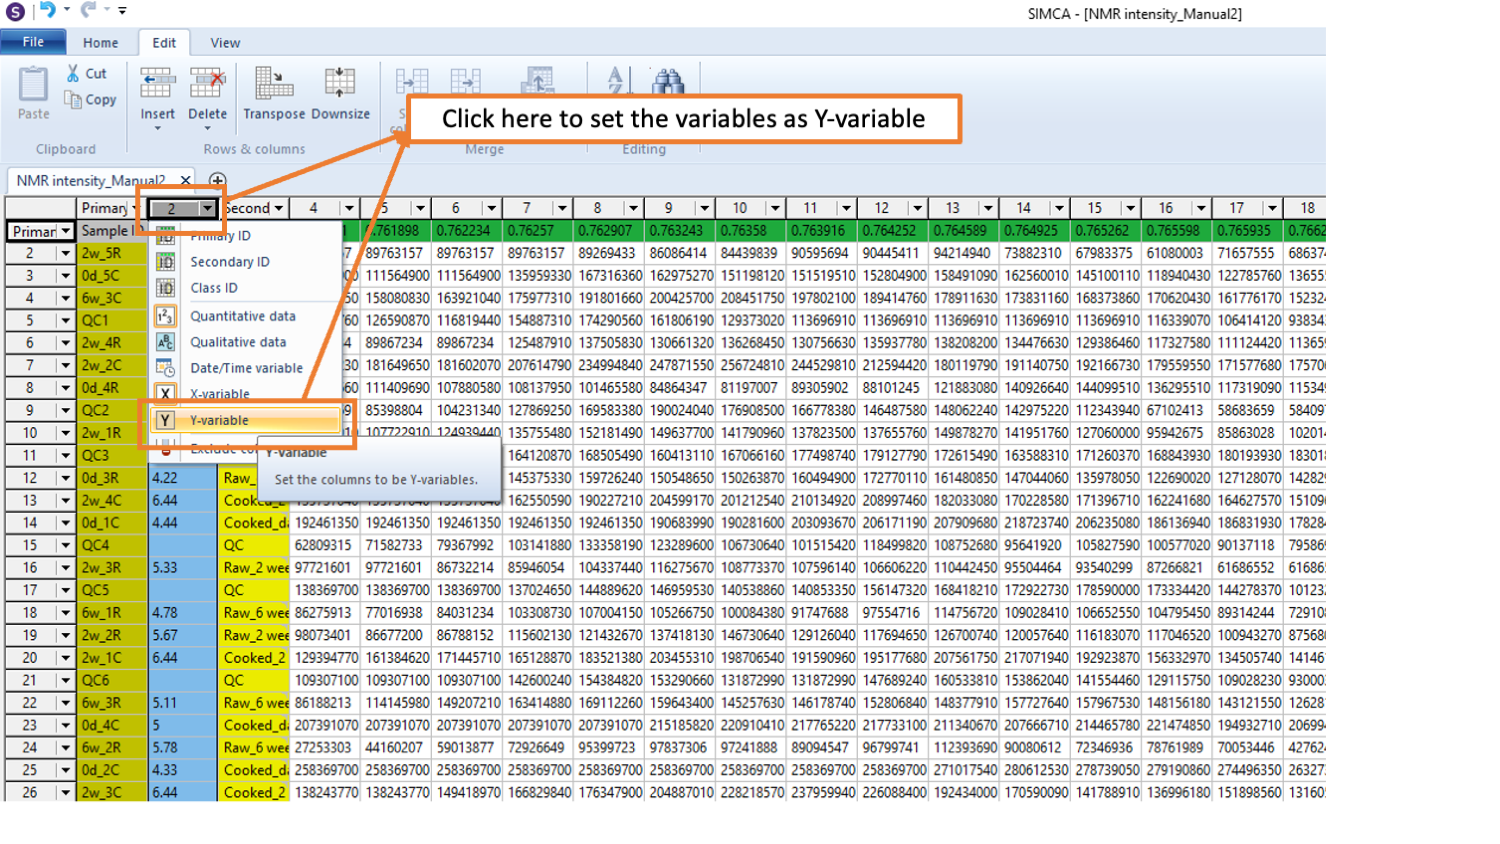 S SIMCA - [NMR intensity_Manual2]
File Home Edit View
Cut
Copy
Paste Insert Delete Transpose Downsize
Click here to set the variables as Y-variable
Clipboard Rows & columns Merge Editing
NMR intensity_Manual2
Primary 2 Second 4 5 6 7 8 9 10 11 12 13 14 15 16 17 18
Primar Sample ID 0.761898 0.762234 0.76257 0.762907 0.763243 0.76358 0.763916 0.764252 0.764589 0.764925 0.765262 0.765598 0.765935 0.7662
2 2w_5R 89763157 89763157 89763157 89269433 86086414 84439839 90595694 90445411 94214940 73882310 67983375 61080003 71657555 686374
3 0d_5C 111564900 111564900 135959330 167316360 162975270 151198120 151519510 152804900 158491090 162560010 145100110 118940430 122785760 136555
4 6w_3C 158080830 163921040 175977310 191801660 200425700 208451750 197802100 189414760 178911630 173831160 168373860 170620430 161776170 152324
5 QC1 126590870 116819440 154887310 174290560 161806190 129373020 113696910 113696910 113696910 113696910 113696910 116339070 106414120 93834
6 2w_4R 89867234 89867234 125487910 137505830 130661320 136268450 130756630 135937780 138208200 134476630 129386460 117327580 111124420 11365
7 2w_2C 181649650 181602070 207614790 234994840 247871550 256724810 244529810 212594420 180119790 191140750 192166730 179559550 171577680 17570
8 0d_4R 111409690 107880580 108137950 101465580 84864347 81197007 89305902 88101245 121883080 140926640 144099510 136295510 117319090 11534
9 QC2 85398804 104231340 127869250 169583380 190024040 176908500 166778380 146487580 148062240 142975220 112343940 67102413 58683659 58409
10 2w_1R 107722910 124939440 135755480 152181490 149637700 141790960 137823500 137655760 149878270 141951760 127060000 95942675 85863028 10201
11 QC3 164120870 168505490 160413110 167066160 177498740 179127790 172615490 163588310 171260370 168843930 180193930 18301
12 0d_3R 4.22 Raw_ 145375330 159726240 150548650 150263870 160494900 172770110 161480850 147044060 135978050 122690020 127128070 14282
13 2w_4C 6.44 Cooked_2 162550590 190227210 204599170 201212540 210134920 208997460 182033080 170228580 171396710 162241680 164627570 15109
14 0d_1C 4.44 Cooked_d 192461350 192461350 192461350 192461350 192461350 190683990 190281600 203093670 206171190 207909680 218723740 206235080 186136940 186831930 17828
15 QC4 QC 62809315 71582733 79367992 103141880 133358190 123289600 106730640 101515420 118499820 108752680 95641920 105827590 100577020 90137118 79586
16 2w_3R 5.33 Raw_2 wee 97721601 97721601 86732214 85946054 104337440 116275670 108773370 107596140 106606220 110442450 95504464 93540299 87266821 61686552 61686
17 QC5 QC 138369700 138369700 138369700 137024650 144889620 146959530 140538860 140853350 156147320 168418210 172922730 178590000 173334420 144278370 10123
18 6w_1R 4.78 Raw_6 wee 86275913 77016938 84031234 103308730 107004150 105266750 100084380 91747688 97554716 114756720 109028410 106652550 104795450 89314244 72910
19 2w_2R 5.67 Raw_2 wee 98073401 86677200 86788152 115602130 121432670 137418130 146730640 129126040 117694650 126700740 120057640 116183070 117046520 100943270 87568
20 2w_1C 6.44 Cooked_2 129394770 161384620 171445710 165128870 183521380 203455310 198706540 191590960 195177680 207561750 217071940 192923870 156332970 134505740 14146
21 QC6 QC 109307100 109307100 109307100 142600240 154384820 153290660 131872990 131872990 147689240 160533810 153862040 141554460 129115750 109028230 93000
22 6w_3R 5.11 Raw_6 wee 86188213 114145980 149207210 163414880 169112260 159643400 145257630 146178740 152806840 148377910 157727640 157967530 148156180 143121550 12628
23 0d_4C 5 Cooked_d 207391070 207391070 207391070 207391070 207391070 215185820 220910410 217765220 217733100 211340670 207666710 214465780 221474850 194932710 20699
24 6w_2R 5.78 Raw_6 wee 27253303 44160207 59013877 72926649 95399723 97837306 97241888 89094547 96799741 112393690 90080612 72346936 78761989 70053446 42762
25 0d_2C 4.33 Cooked_d 258369700 258369700 258369700 258369700 258369700 258369700 258369700 258369700 258369700 271017540 280612530 278739050 279190860 274496350 26327
26 2w_3C 6.44 Cooked_2 138243770 138243770 149418970 166829840 176347900 204887010 228218570 237959940 226088400 192434000 170590090 141788910 136996180 151898560 13160
Primary ID
Secondary ID
Class ID
Quantitative data
Qualitative data
Date/Time variable
X X-variable
Y Y-variable
Y-variable
Set the columns to be Y-variables.